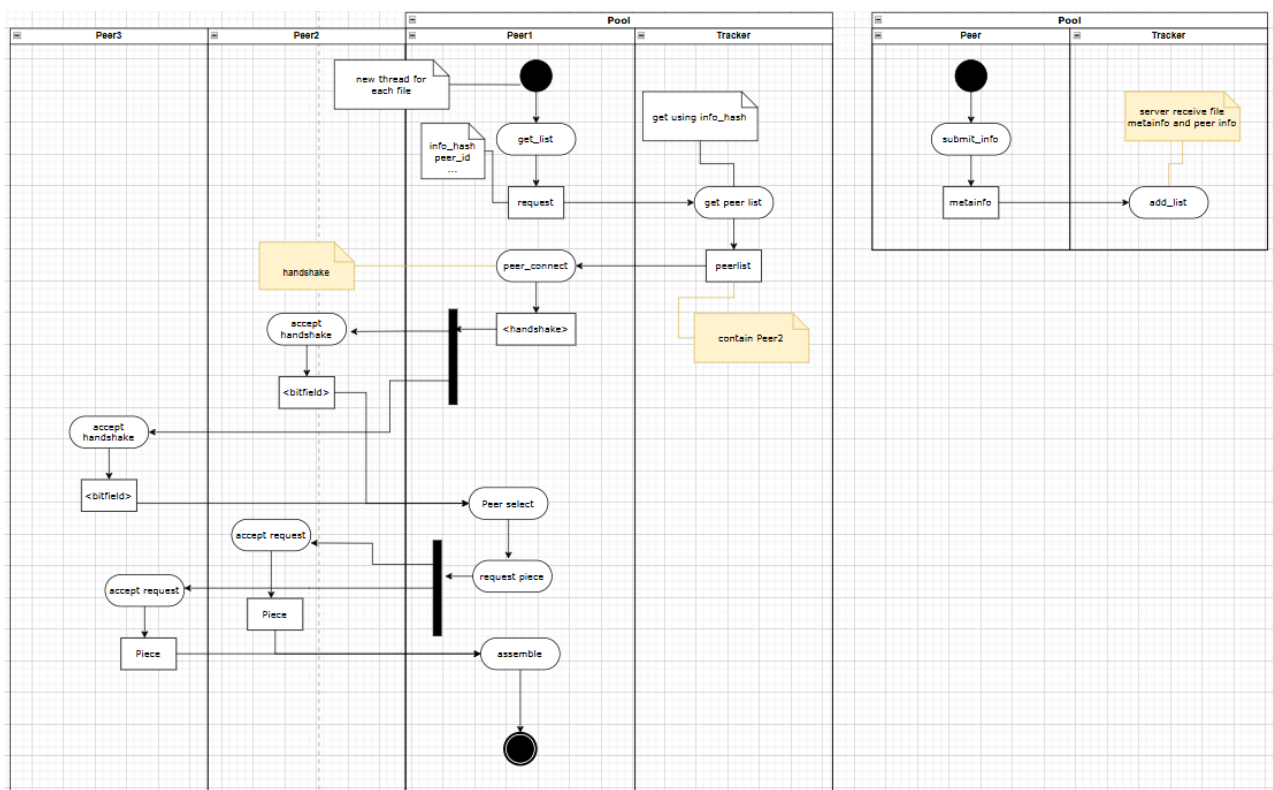 Pool
Pool
Peer3
Peer2
Peer1
Tracker
Peer
Tracker
new thread for
each file
get using info_hash
server receive file
metainfo and peer info
get_list
submit_info
info_hash
peer_id
...
request
get peer list
metainfo
add_list
handshake
peer_connect
peerlist
accept
handshake
<handshake>
contain Peer2
<bitfield>
accept
handshake
<bitfield>
Peer select
accept request
request piece
accept request
Piece
Piece
assemble